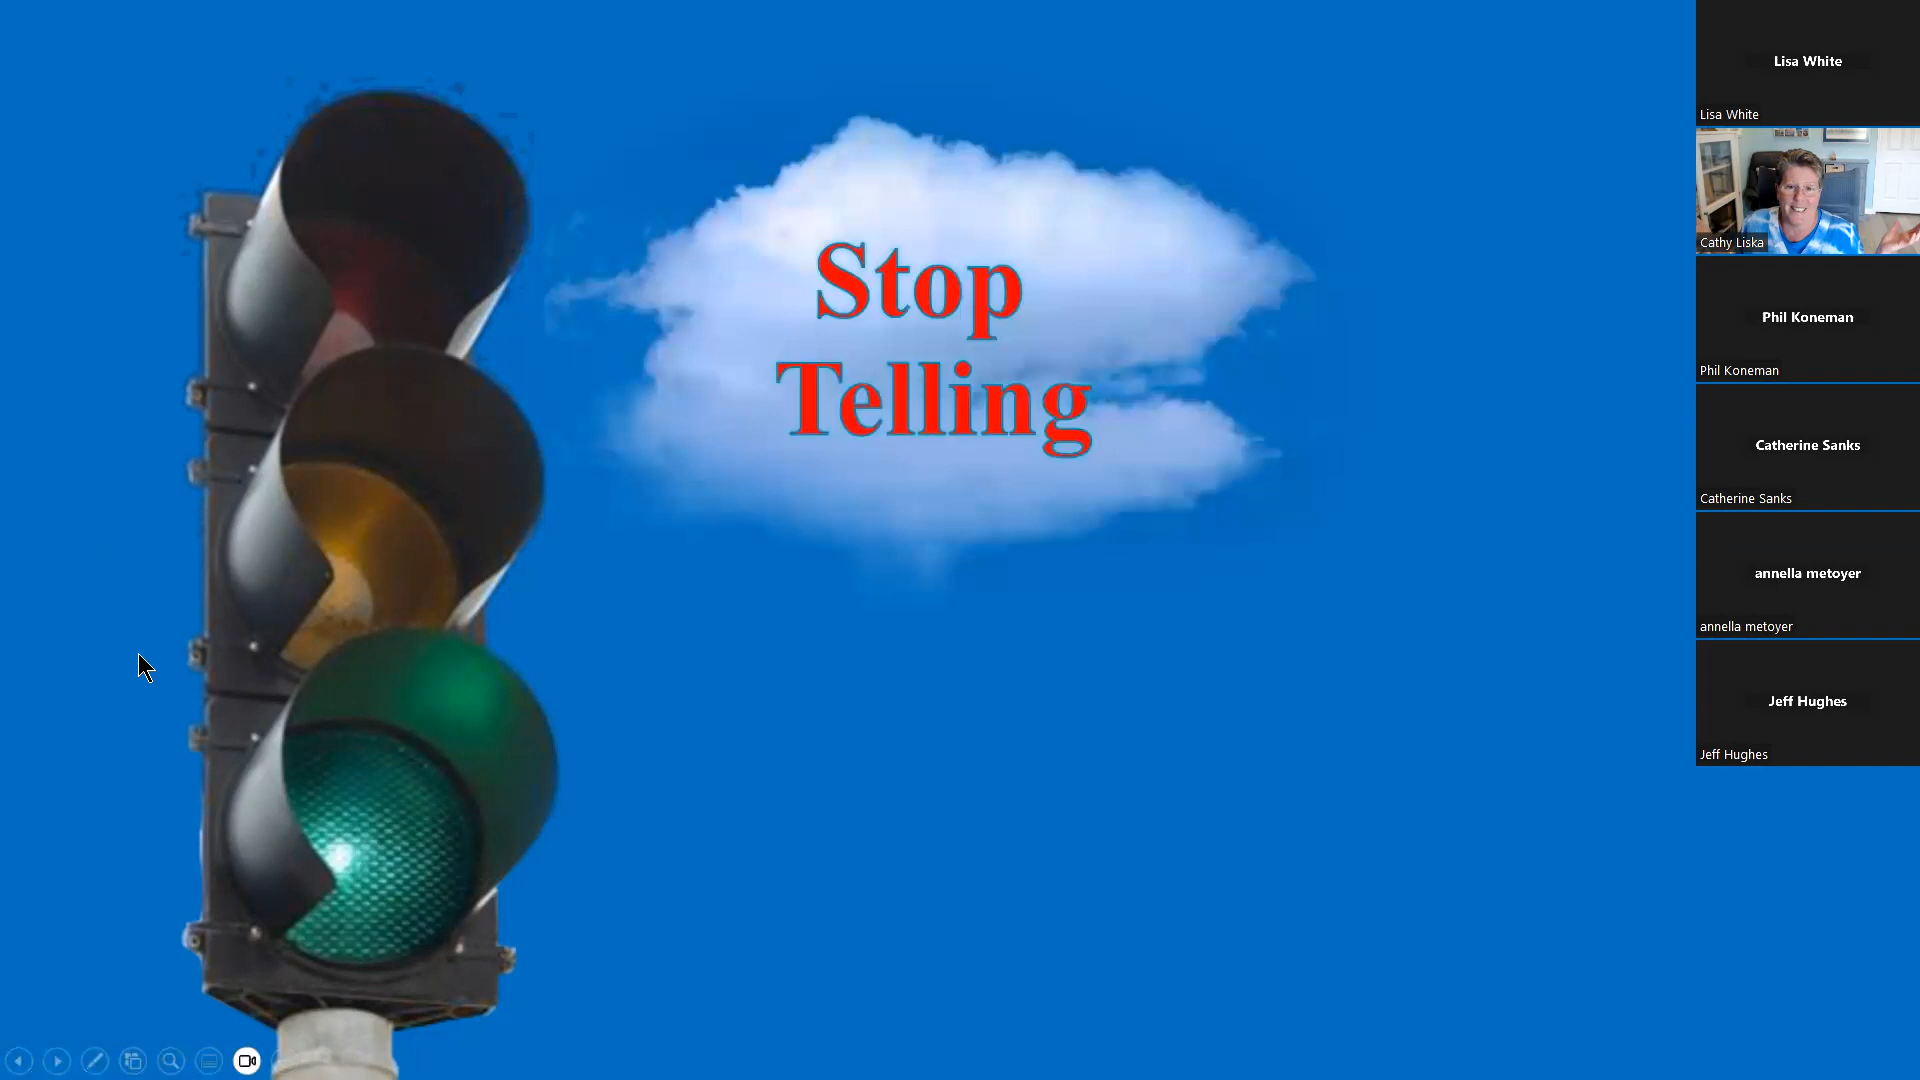 Stop
Telling
Lisa White
Lisa White
Cathy Liska
Phil Koneman
Phil Koneman
Catherine Sanks
Catherine Sanks
annella metoyer
annella metoyer
Jeff Hughes
Jeff Hughes